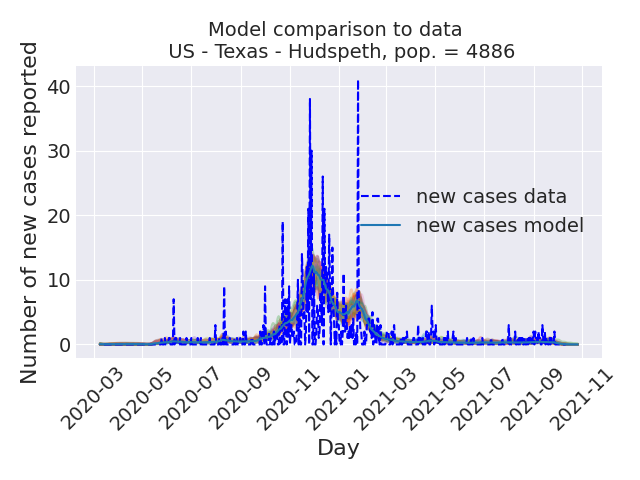 Model comparison to data
US - Texas - Hudspeth, pop. = 4886
Number of new cases reported
40
30
20
10
0
new cases data
new cases model
2020-03
2020-05
2020-07
2020-09
2020-11
2021-01
2021-03
2021-05
2021-07
2021-09
2021-11
Day